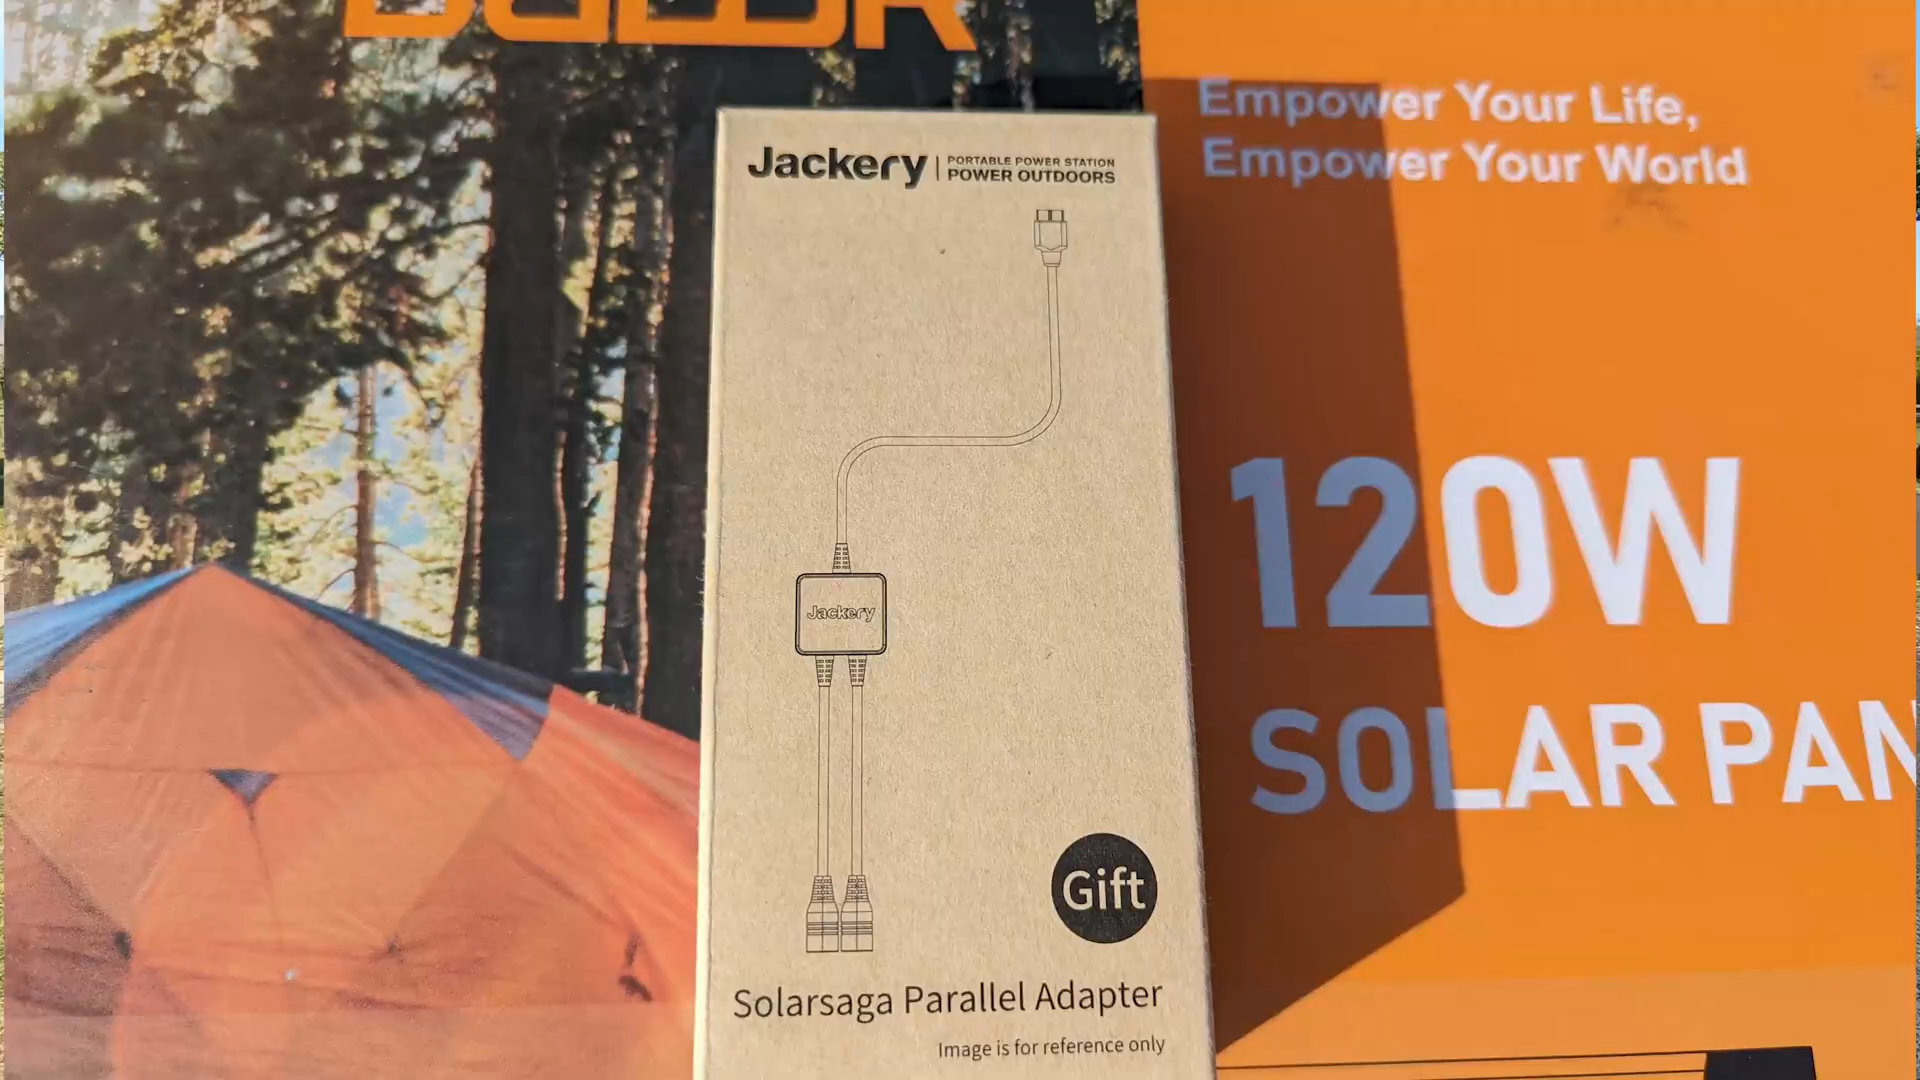 Empower Your Life,
Empower Your World
Jackery
PORTABLE POWER STATION
POWER OUTDOORS
Jackery
120W
SOLAR PAN
Gift
Solarsaga Parallel Adapter
Image is for reference only